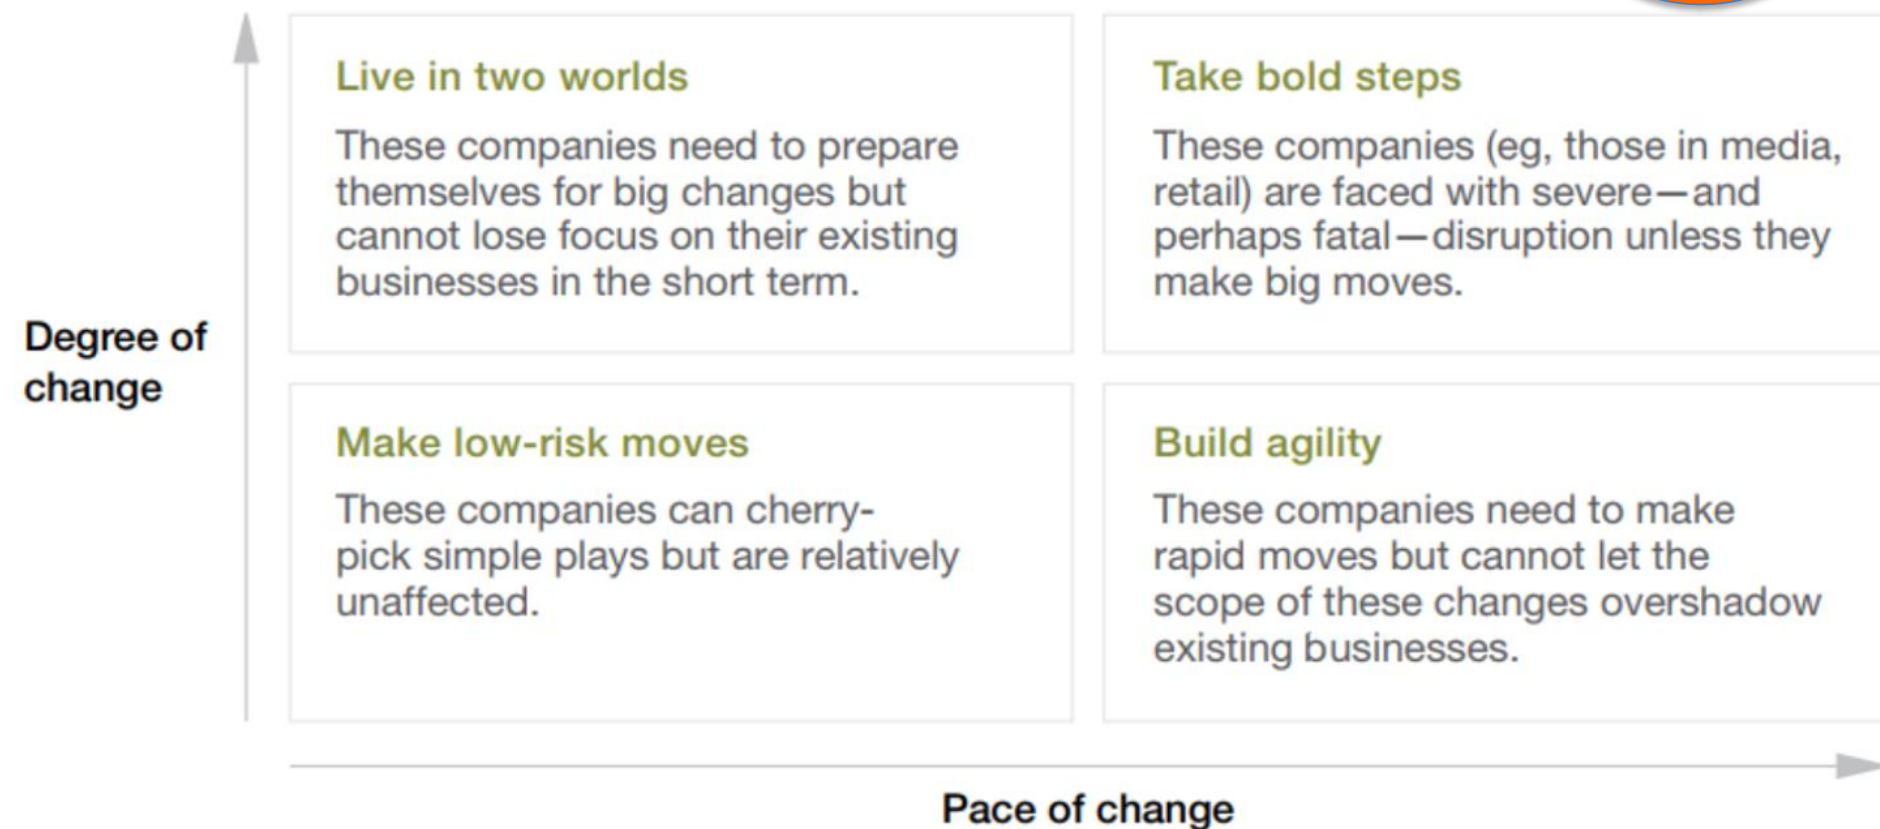 Live in two worlds
These companies need to prepare
themselves for big changes but
cannot lose focus on their existing
businesses in the short term.
Take bold steps
These companies (eg, those in media,
retail) are faced with severe—and
perhaps fatal—disruption unless they
make big moves.
Degree of
change
Make low-risk moves
These companies can cherry-
pick simple plays but are relatively
unaffected.
Build agility
These companies need to make
rapid moves but cannot let the
scope of these changes overshadow
existing businesses.
Pace of change